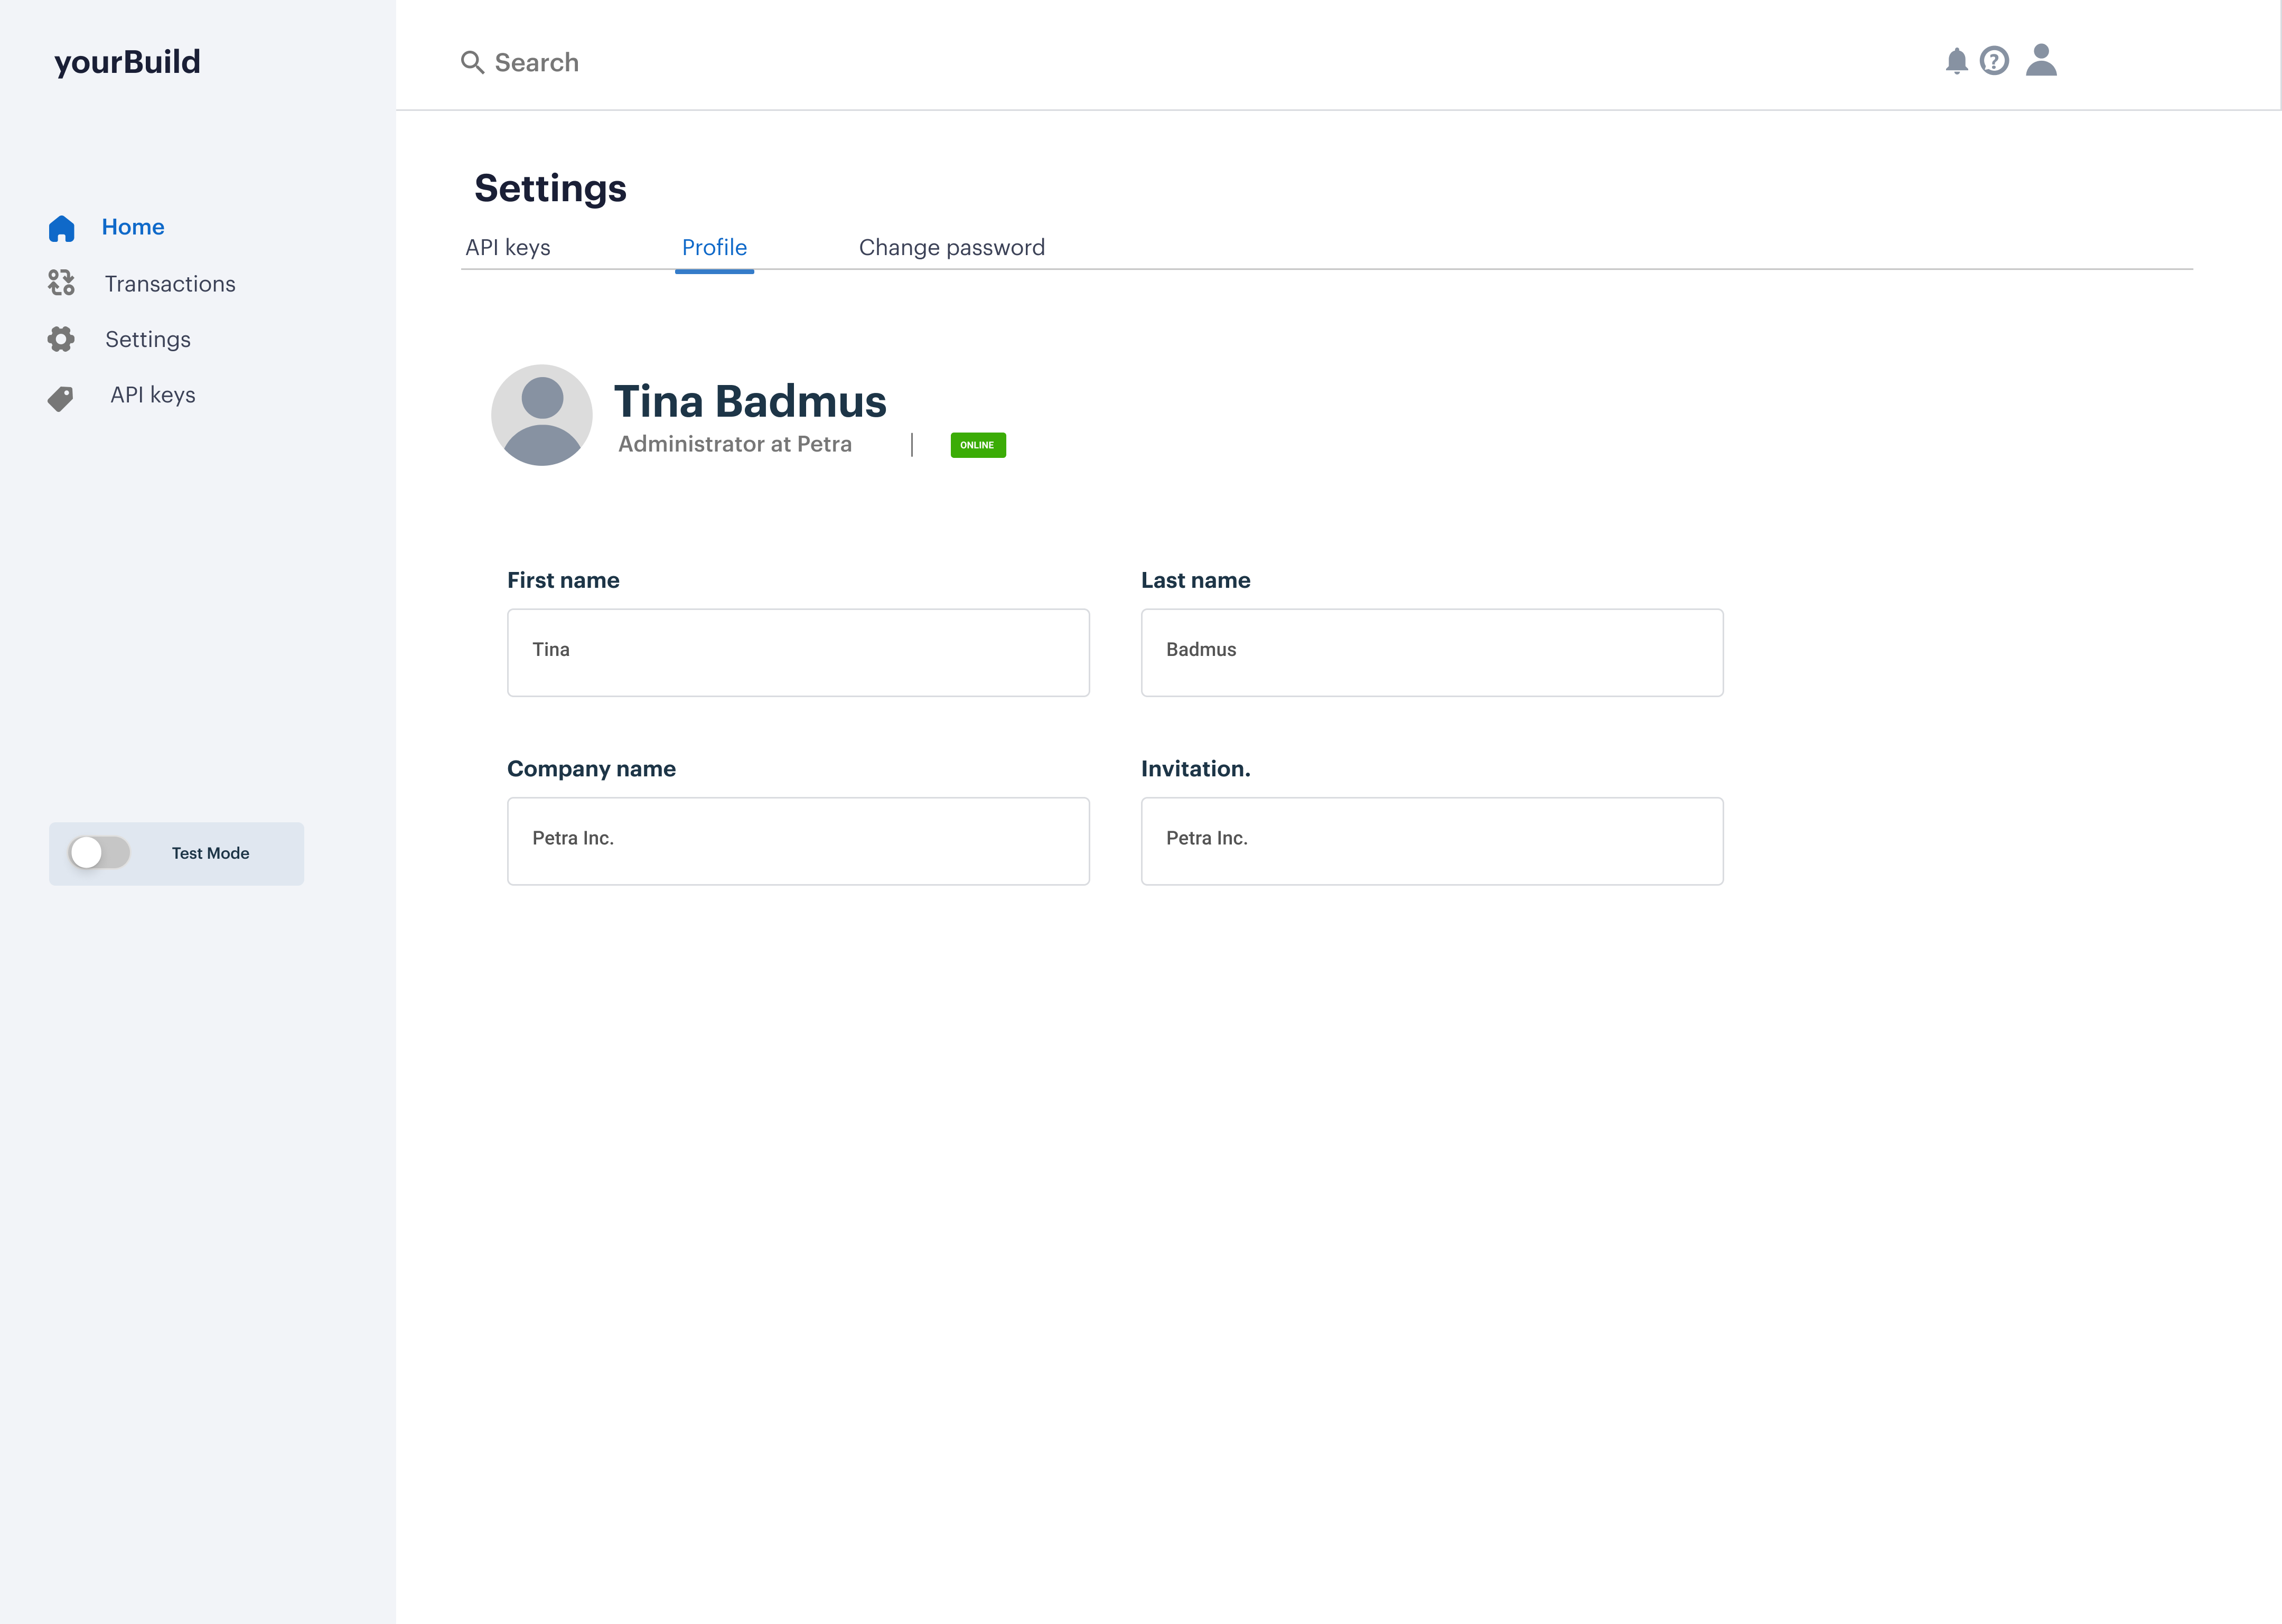 yourBuild
Search
Home
Transactions
Settings
API keys
Test Mode
Settings
API keys
Profile
Change password
Tina Badmus
Administrator at Petra
ONLINE
First name
Last name
Tina
Badmus
Company name
Invitation.
Petra Inc.
Petra Inc.